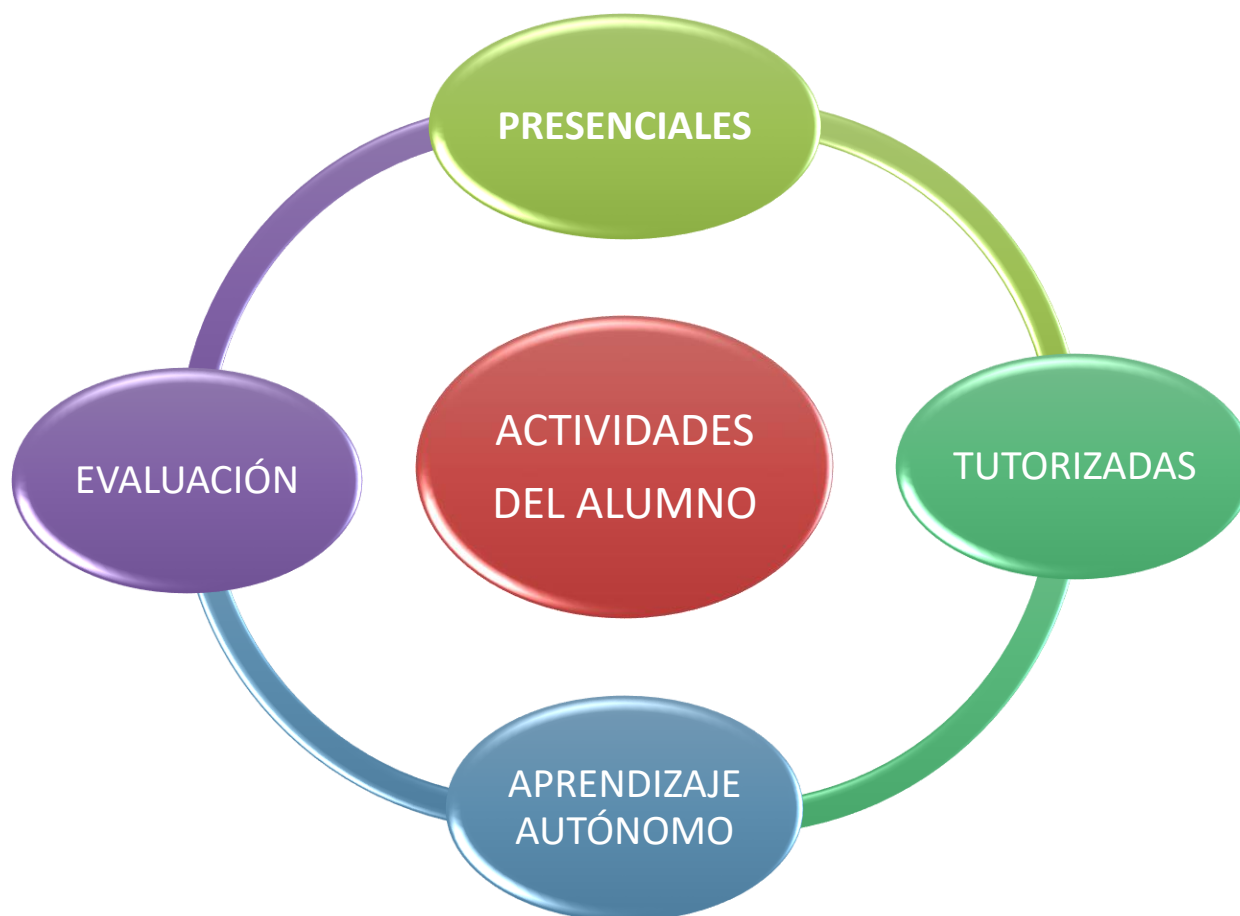 PRESENCIALES
ACTIVIDADES
DEL ALUMNO
TUTORIZADAS
EVALUACIÓN
APRENDIZAJE
AUTÓNOMO